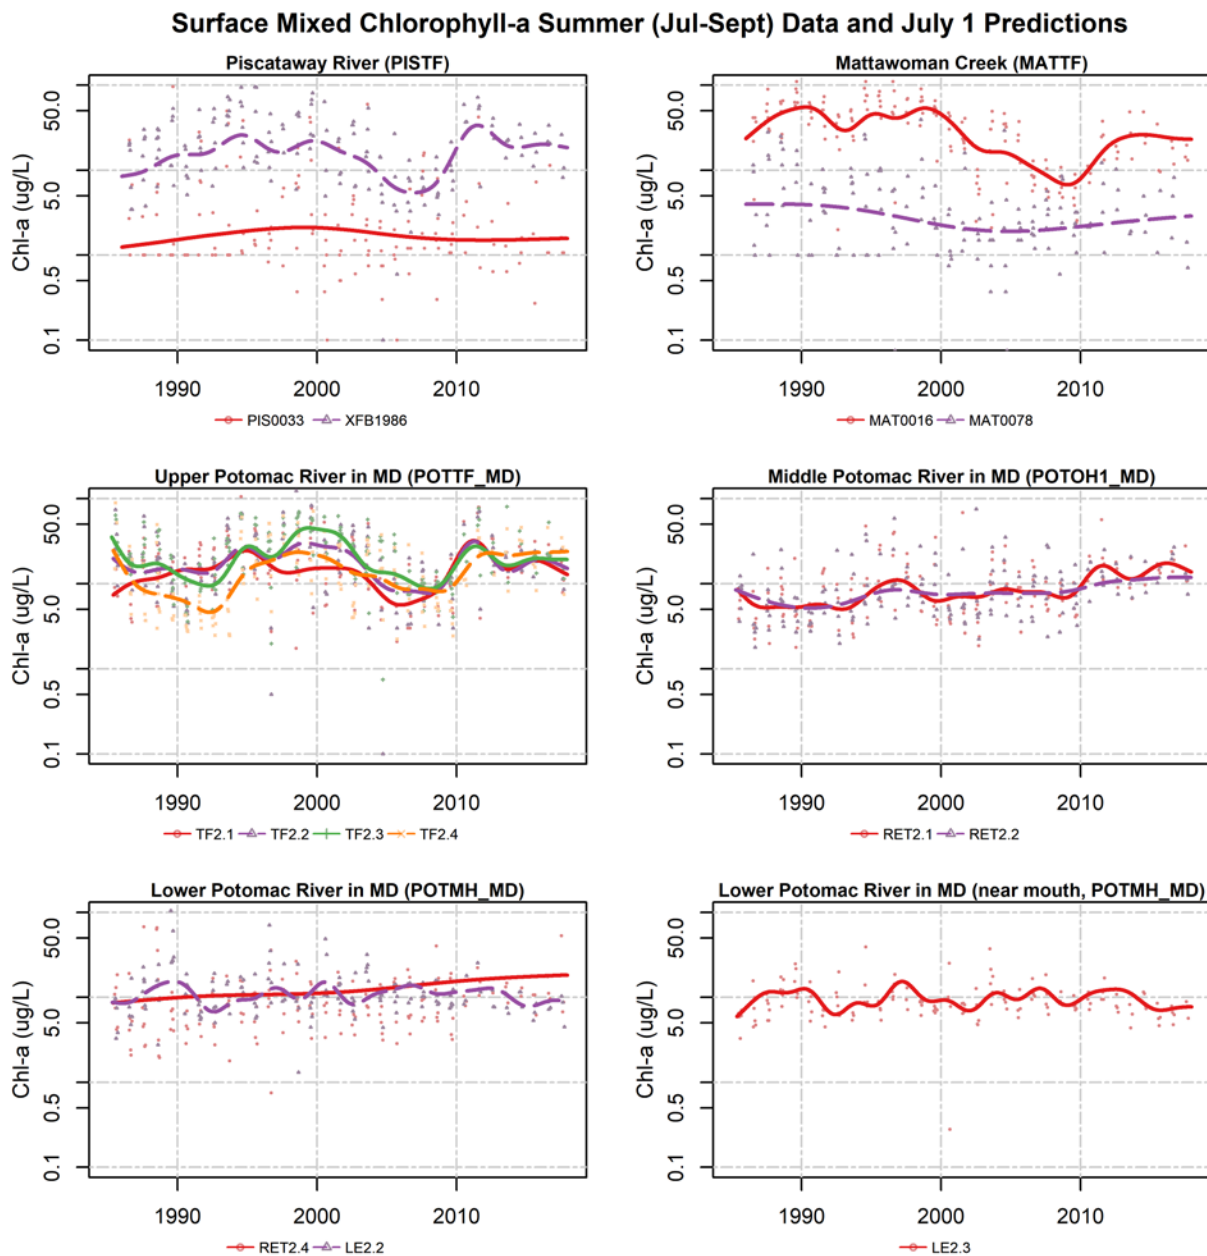 Surface Mixed Chlorophyll-a Summer (Jul-Sept) Data and July 1 Predictions
Piscataway River (PISTF)
Chl-a (ug/L)
50.0
5.0
0.5
0.1
1990 2000 2010
PIS0033 XFB1986
Mattawoman Creek (MATTF)
Chl-a (ug/L)
50.0
5.0
0.5
0.1
1990 2000 2010
MAT0016 MAT0078
Upper Potomac River in MD (POTTF_MD)
Chl-a (ug/L)
50.0
5.0
0.5
0.1
1990 2000 2010
TF2.1 TF2.2 TF2.3 TF2.4
Middle Potomac River in MD (POTOH1_MD)
Chl-a (ug/L)
50.0
5.0
0.5
0.1
1990 2000 2010
RET2.1 RET2.2
Lower Potomac River in MD (POTMH_MD)
Chl-a (ug/L)
50.0
5.0
0.5
0.1
1990 2000 2010
RET2.4 LE2.2
Lower Potomac River in MD (near mouth, POTMH_MD)
Chl-a (ug/L)
50.0
5.0
0.5
0.1
1990 2000 2010
LE2.3